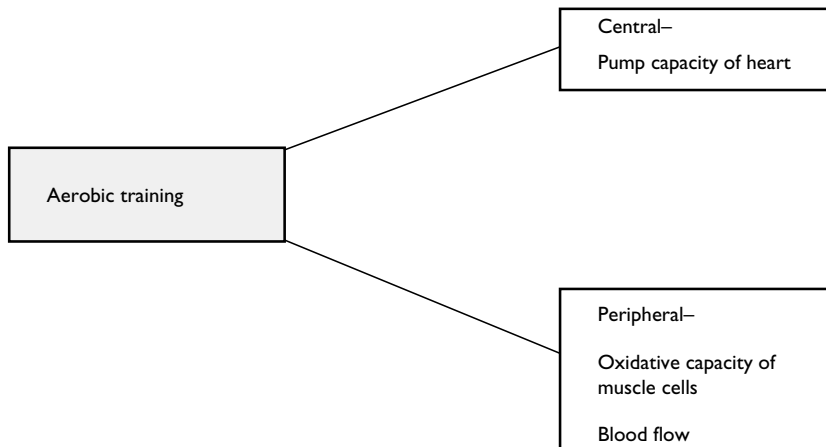 Central–
Pump capacity of heart
Aerobic training
Peripheral–
Oxidative capacity of
muscle cells
Blood flow